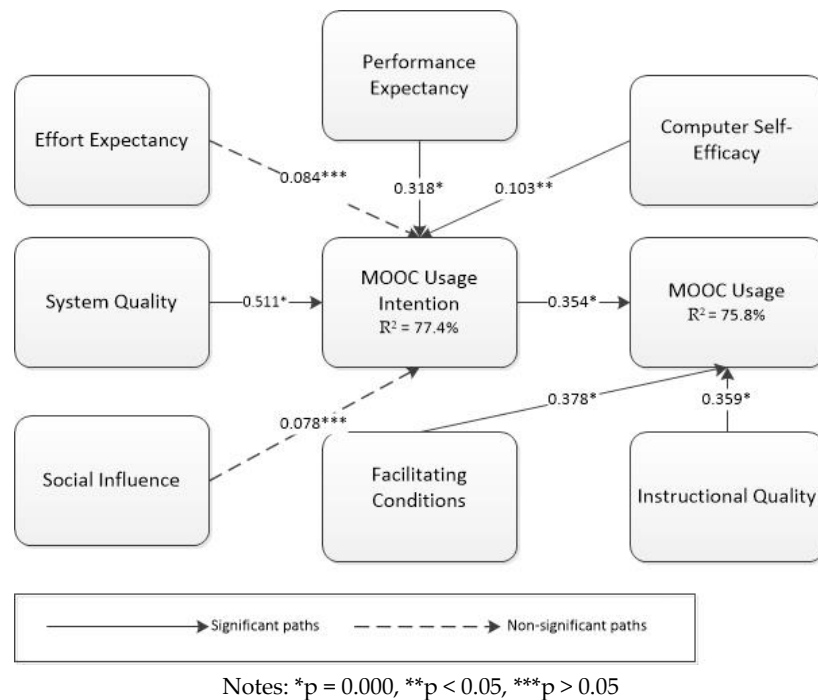 Performance
Expectancy
Effort Expectancy
Computer Self-
Efficacy
0.084***
0.318*
0.103**
System Quality
0.511*
MOOC Usage
Intention
R² = 77.4%
0.354*
MOOC Usage
R² = 75.8%
0.078***
0.378*
0.359*
Social Influence
Facilitating
Conditions
Instructional Quality
Significant paths
Non-significant paths
Notes: *p = 0.000, **p < 0.05, ***p > 0.05